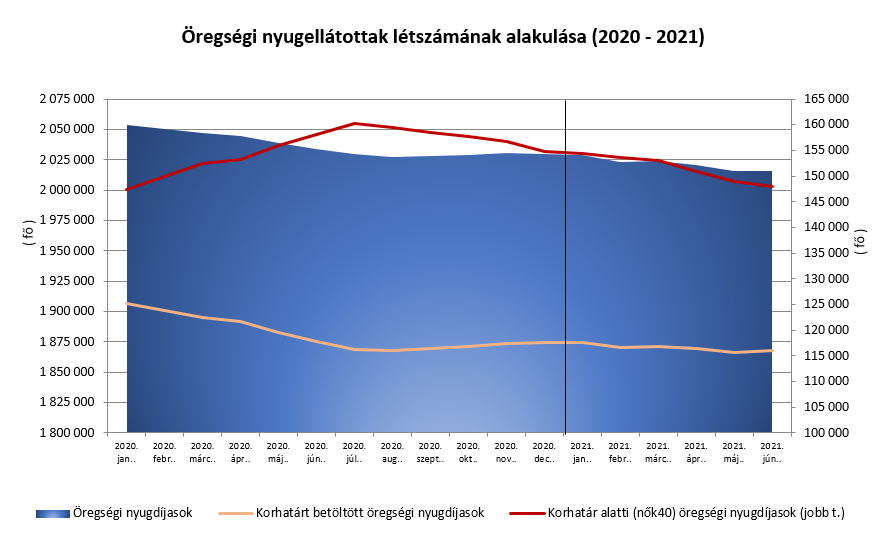 Öregségi nyugellátottak létszámának alakulása (2020 - 2021)
2 075 000
2 050 000
2 025 000
2 000 000
1 975 000
1 950 000
1 925 000
1 900 000
1 875 000
1 850 000
1 825 000
1 800 000
( fő )
165 000
160 000
155 000
150 000
145 000
140 000
135 000
130 000
125 000
120 000
115 000
110 000
105 000
100 000
( fő )
2020. 2020. 2020. 2020. 2020. 2020. 2020. 2020. 2020. 2020. 2020. 2020. 2021. 2021. 2021. 2021. 2021. 2021.
jan.. febr.. márc.. ápr.. máj.. jún.. júl.. aug.. szept.. okt.. nov.. dec.. jan.. febr.. márc.. ápr.. máj.. jún..
Öregségi nyugdíjasok Korhatárt betöltött öregségi nyugdíjasok Korhatár alatti (nők40) öregségi nyugdíjasok (jobb t.)